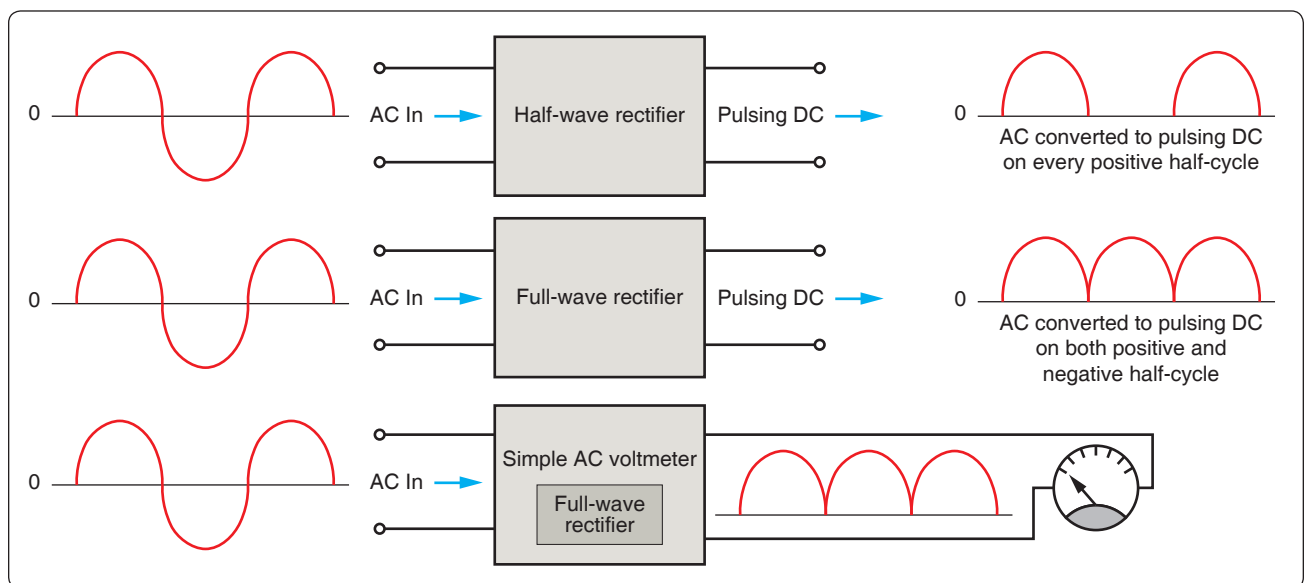 0
AC In
Half-wave rectifier
Pulsing DC
0
AC converted to pulsing DC
on every positive half-cycle
0
AC In
Full-wave rectifier
Pulsing DC
0
AC converted to pulsing DC
on both positive and
negative half-cycle
0
AC In
Simple AC voltmeter
Full-wave
rectifier